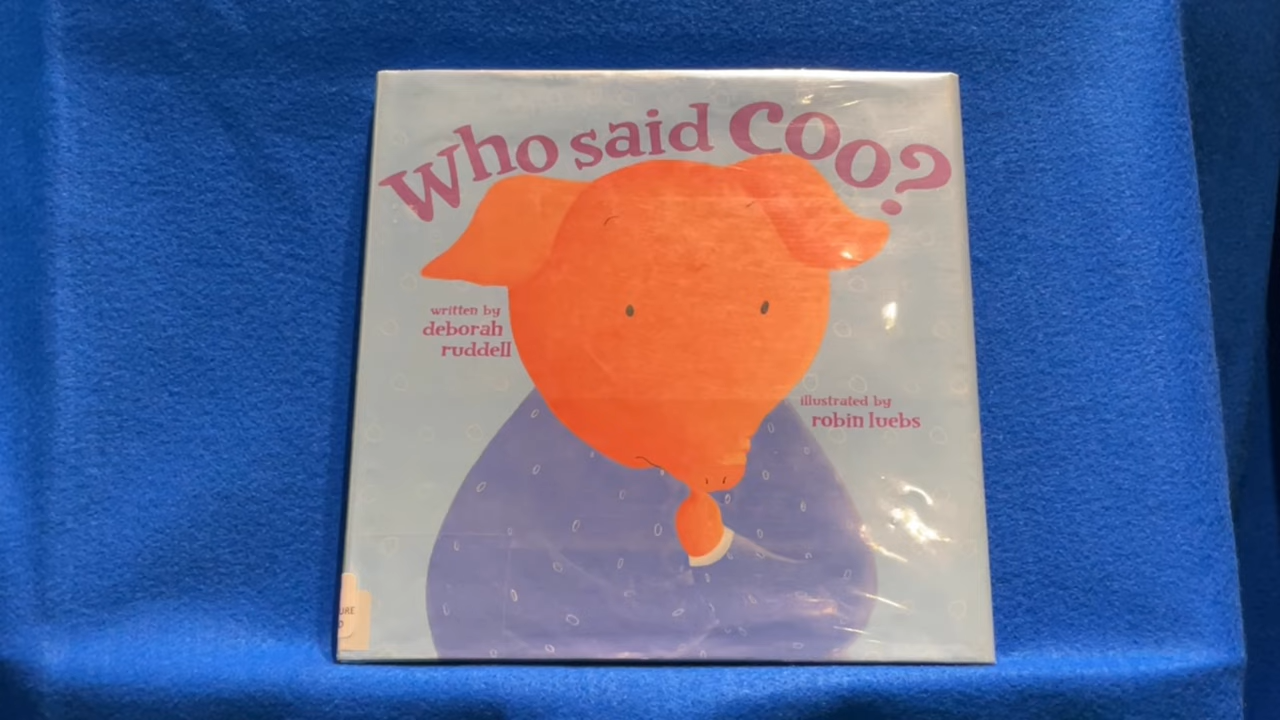 Who said Coo?
written by
deborah
ruddell
illustrated by
robin luebs